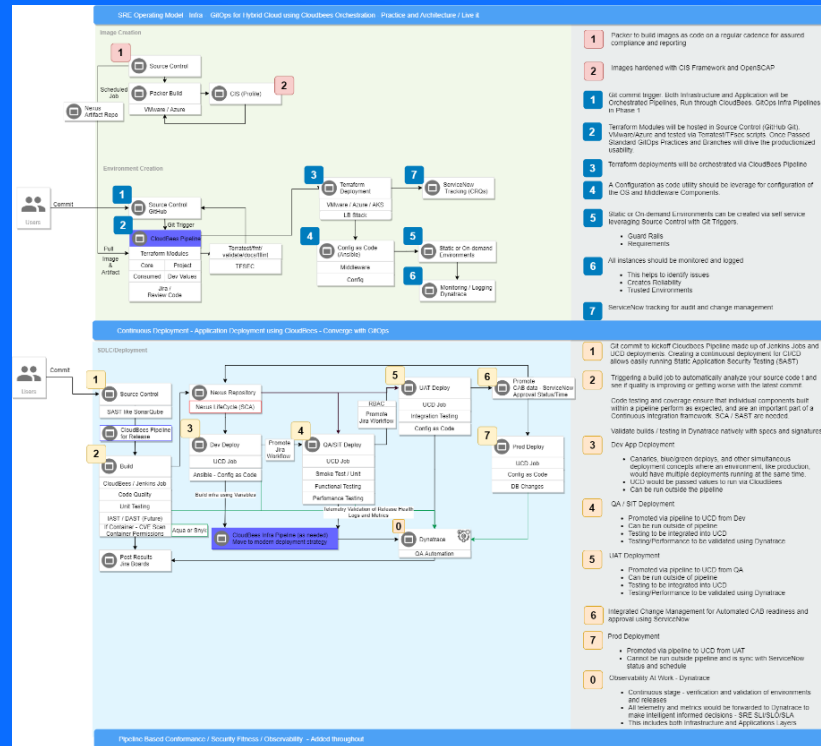 SRE Operating Model Infra GitOps for Hybrid Cloud using Cloudbees Orchestration Practice and Architecture / Live it
Image Creation
1
Source Control
Scheduled
Job
Packer Build
VMware / Azure
CIS (Profile)
2
Nexus
Artifact Repo
Environment Creation
Users
Commit
1
Source Control
GitHub
Git Trigger
2
CloudBees Pipeline
Pull
Image
&
Artifact
Terraform Modules
Core Project
Consumed Dev Values
Jira /
Review Code
Terratest/fmt/
validate/docs/tflint
TFSEC
3
Terraform
Deployment
VMware / Azure / AKS
LB Stack
7
ServiceNow
Tracking (CRQs)
4
Config as Code
(Ansible)
Middleware
Config
5
Static or On-demand
Environments
6
Monitoring / Logging
Dynatrace
1
Packer to build images as code on a regular cadence for assured
compliance and reporting
2
Images hardened with CIS Framework and OpenSCAP
1
Git commit trigger. Both Infrastructure and Application will be
Orchestrated Pipelines, Run through CloudBees. GitOps Infra Pipelines
in Phase 1
2
Terraform Modules will be hosted in Source Control (GitHub Git).
VMware/Azure and tested via Terratest/TFsec scripts. Once Passed
Standard GitOps Practices and Branches will drive the productionized
usability.
3
Terraform deployments will be orchestrated via CloudBees Pipeline
4
A Configuration as code utility should be leverage for configuration of
the OS and Middleware Components.
5
Static or On-demand Environments can be created via self service
leveraging Source Control with Git Triggers.
• Guard Rails
• Requirements
6
All instances should be monitored and logged
• This helps to identify issues
• Creates Reliability
• Trusted Environments
7
ServiceNow tracking for audit and change management
Continuous Deployment - Application Deployment using CloudBees - Converge with GitOps
SDLC/Deployment
Users
Commit
1
Source Control
SAST like SonarQube
CloudBees Pipeline
for Release
2
Build
CloudBees / Jenkins Job
Code Quality
Unit Testing
IAST / DAST (Future)
If Container - CVE Scan
Container Permissions
Aqua or Snyk
Post Results
Jira Boards
Nexus Repository
Nexus LifeCycle (SCA)
3
Dev Deploy
UCD Job
Ansible - Config as Code
Build infra using Variables
Promote
Jira
Workflow
4
QA/SIT Deploy
UCD Job
Smoke Test / Unit
Functional Testing
Perfomance Testing
RBAC
Promote
Jira Workflow
5
UAT Deploy
UCD Job
Integration Testing
Config as Code
6
Promote
CAB data - ServiceNow
Approval Status/Time
7
Prod Deploy
UCD Job
Config as Code
DB Changes
Telemetry Validation of Release Health
Logs and Metrics
CloudBees Infra Pipeline (as needed)
Move to modern deployment strategy
0
Dynatrace
QA Automation
1
Git commit to kickoff Cloudbees Pipeline made up of Jenkins Jobs and
UCD deployments. Creating a continuous deployment for CI/CD
allows easily running Static Application Security Testing (SAST)
2
Triggering a build job to automatically analyze your source code t and
see if quality is improving or getting worse with the latest commit
Code testing and coverage ensure that individual components built
within a pipeline perform as expected, and are an important part of a
Continuous integration framework. SCA / SAST are needed
Validate builds / testing in Dynatrace natively with specs and signatures
3
Dev App Deployment
• Canaries, blue/green deploys, and other simultaneous
deployment concepts where an environment, like production,
would have multiple deployments running at the same time.
• UCD would be passed values to run via Cloudbees
• Can be run outside the pipeline
4
QA / SIT Deployment
• Promoted via pipeline to UCD from Dev
• Can be run outside of pipeline
• Testing to be integrated into UCD
• Testing/Performance to be validated using Dynatrace
5
UAT Deployment
• Promoted via pipeline to UCD from QA
• Can be run outside of pipeline
• Testing to be integrated into UCD
• Testing/Performance to be validated using Dynatrace
6
Integrated Change Management for Automated CAB readiness and
approval using ServiceNow
7
Prod Deployment
• Promoted via pipeline to UCD from UAT
• Cannot be run outside pipeline and is sync with ServiceNow
status and schedule
0
Observability At Work - Dynatrace
• Continuous stage - verification and validation of environments
and releases
• All telemetry and metrics would be forwarded to Dynatrace to
make intelligent informed decisions - SRE SLI/SLO/SLA
• This includes both Infrastructure and Applications Layers
Pipeline Based Conformance / Security Fitness / Observability - Added throughout